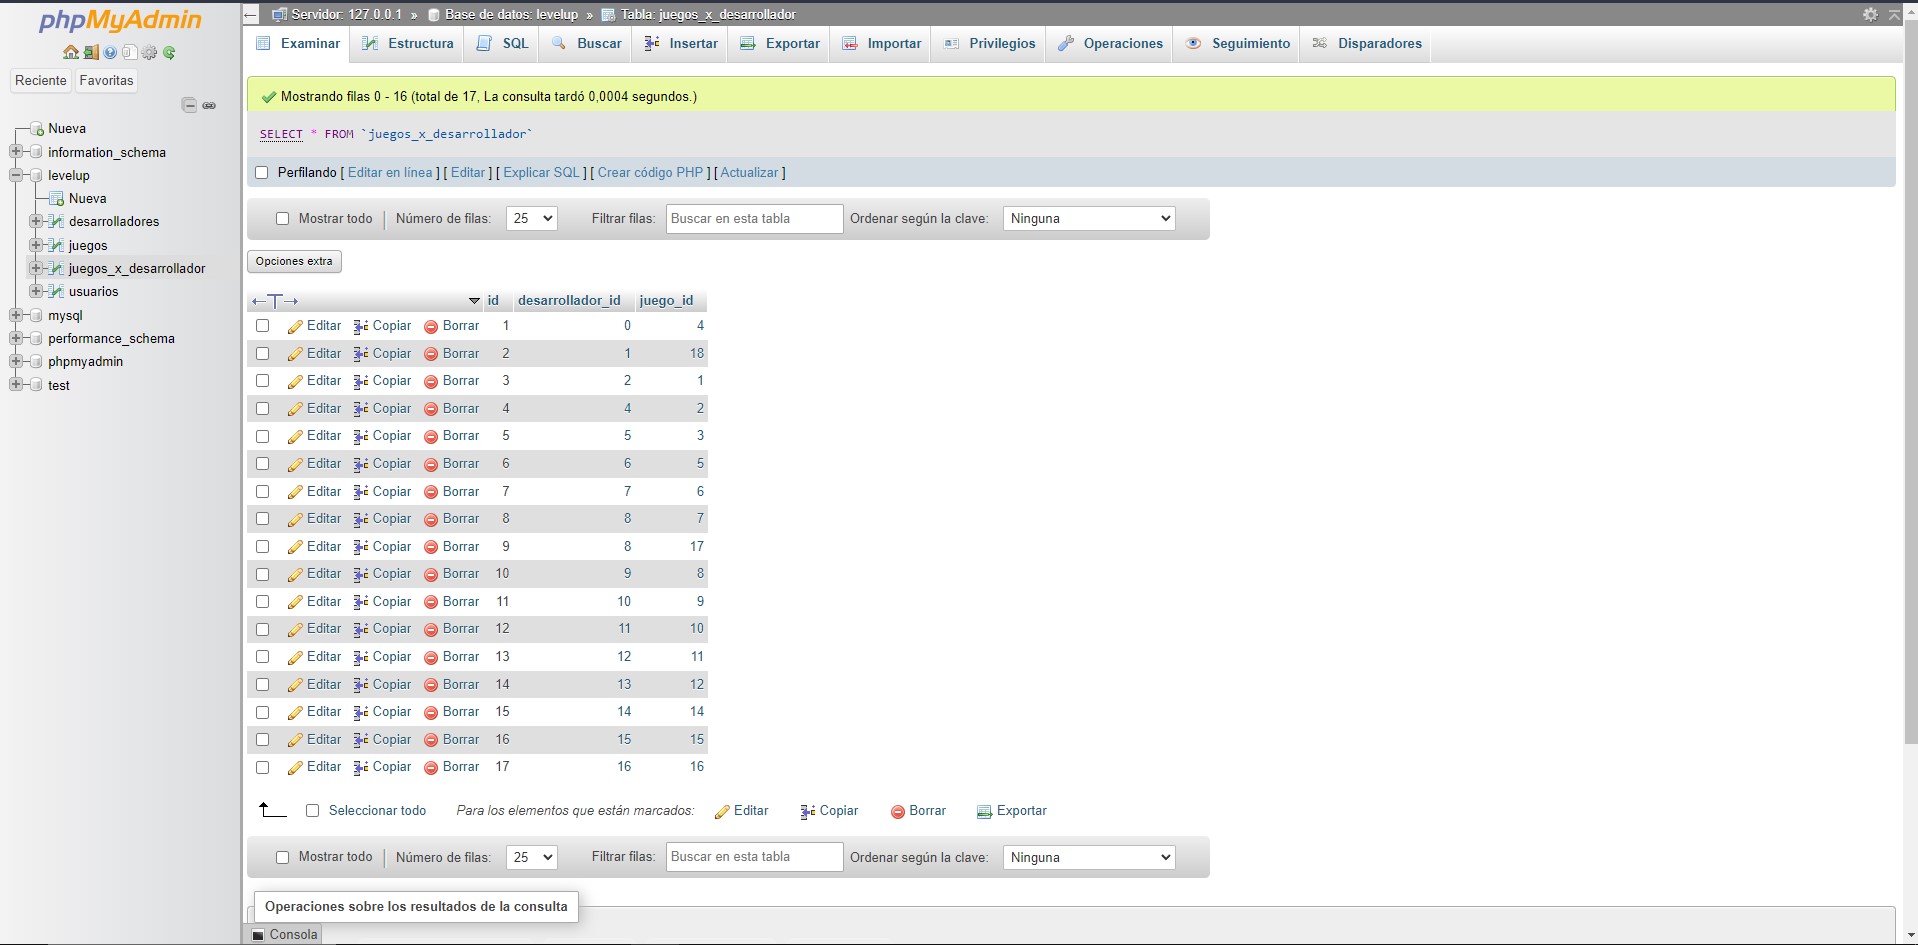 phpMyAdmin
Reciente Favoritas
Nueva
information_schema
levelup
Nueva
desarrolladores
juegos
juegos_x_desarrollador
usuarios
mysql
performance_schema
phpmyadmin
test
Servidor: 127.0.0.1 » Base de datos: levelup » Tabla: juegos_x_desarrollador
Examinar Estructura SQL Buscar Insertar Exportar Importar Privilegios Operaciones Seguimiento Disparadores
Mostrando filas 0 - 16 (total de 17, La consulta tardó 0,0004 segundos.)
SELECT * FROM `juegos_x_desarrollador`
Perfilando [ Editar en línea ] [ Editar ] [ Explicar SQL ] [ Crear código PHP ] [ Actualizar ]
Mostrar todo | Número de filas: 25 Filtrar filas: Buscar en esta tabla Ordenar según la clave: Ninguna
Opciones extra
←T→ id desarrollador_id juego_id
Editar Copiar Borrar 1 0 4
Editar Copiar Borrar 2 1 18
Editar Copiar Borrar 3 2 1
Editar Copiar Borrar 4 4 2
Editar Copiar Borrar 5 5 3
Editar Copiar Borrar 6 6 5
Editar Copiar Borrar 7 7 6
Editar Copiar Borrar 8 8 7
Editar Copiar Borrar 9 8 17
Editar Copiar Borrar 10 9 8
Editar Copiar Borrar 11 10 9
Editar Copiar Borrar 12 11 10
Editar Copiar Borrar 13 12 11
Editar Copiar Borrar 14 13 12
Editar Copiar Borrar 15 14 14
Editar Copiar Borrar 16 15 15
Editar Copiar Borrar 17 16 16
Seleccionar todo Para los elementos que están marcados: Editar Copiar Borrar Exportar
Mostrar todo | Número de filas: 25 Filtrar filas: Buscar en esta tabla Ordenar según la clave: Ninguna
Operaciones sobre los resultados de la consulta
Consola